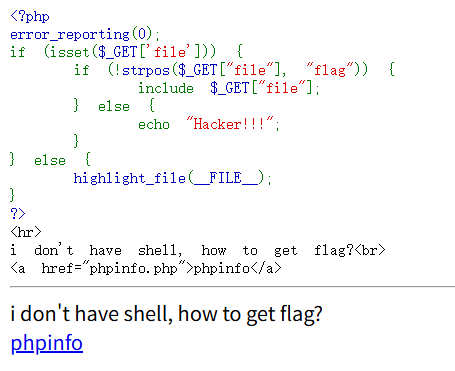 <?php
error_reporting(0);
if (isset($_GET['file'])) {
if (!strpos($_GET["file"], "flag")) {
include $_GET["file"];
} else {
echo "Hacker!!!";
}
} else {
highlight_file(__FILE__);
}
?>
<hr>
i don't have shell, how to get flag?<br>
<a href="phpinfo.php">phpinfo</a>
i don't have shell, how to get flag?
phpinfo